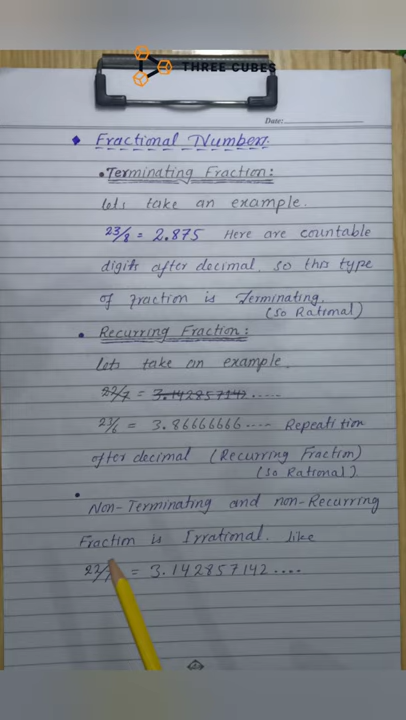 THREE CUBES
Date:
Fractional Number.
Terminating Fraction:
lets take an example.
23/8 = 2.875 Here are countable
digits after decimal. so this type
of fraction is Terminating.
(so Rational)
Recurring Fraction:
lets take an example.
22/7 = 3.142857142.....
23/6 = 3.86666666.... Repeatition
after decimal (Recurring Fraction)
(so Rational)
Non-Terminating and non-Recurring
Fraction is Irrational. like
22/7 = 3.142857142....